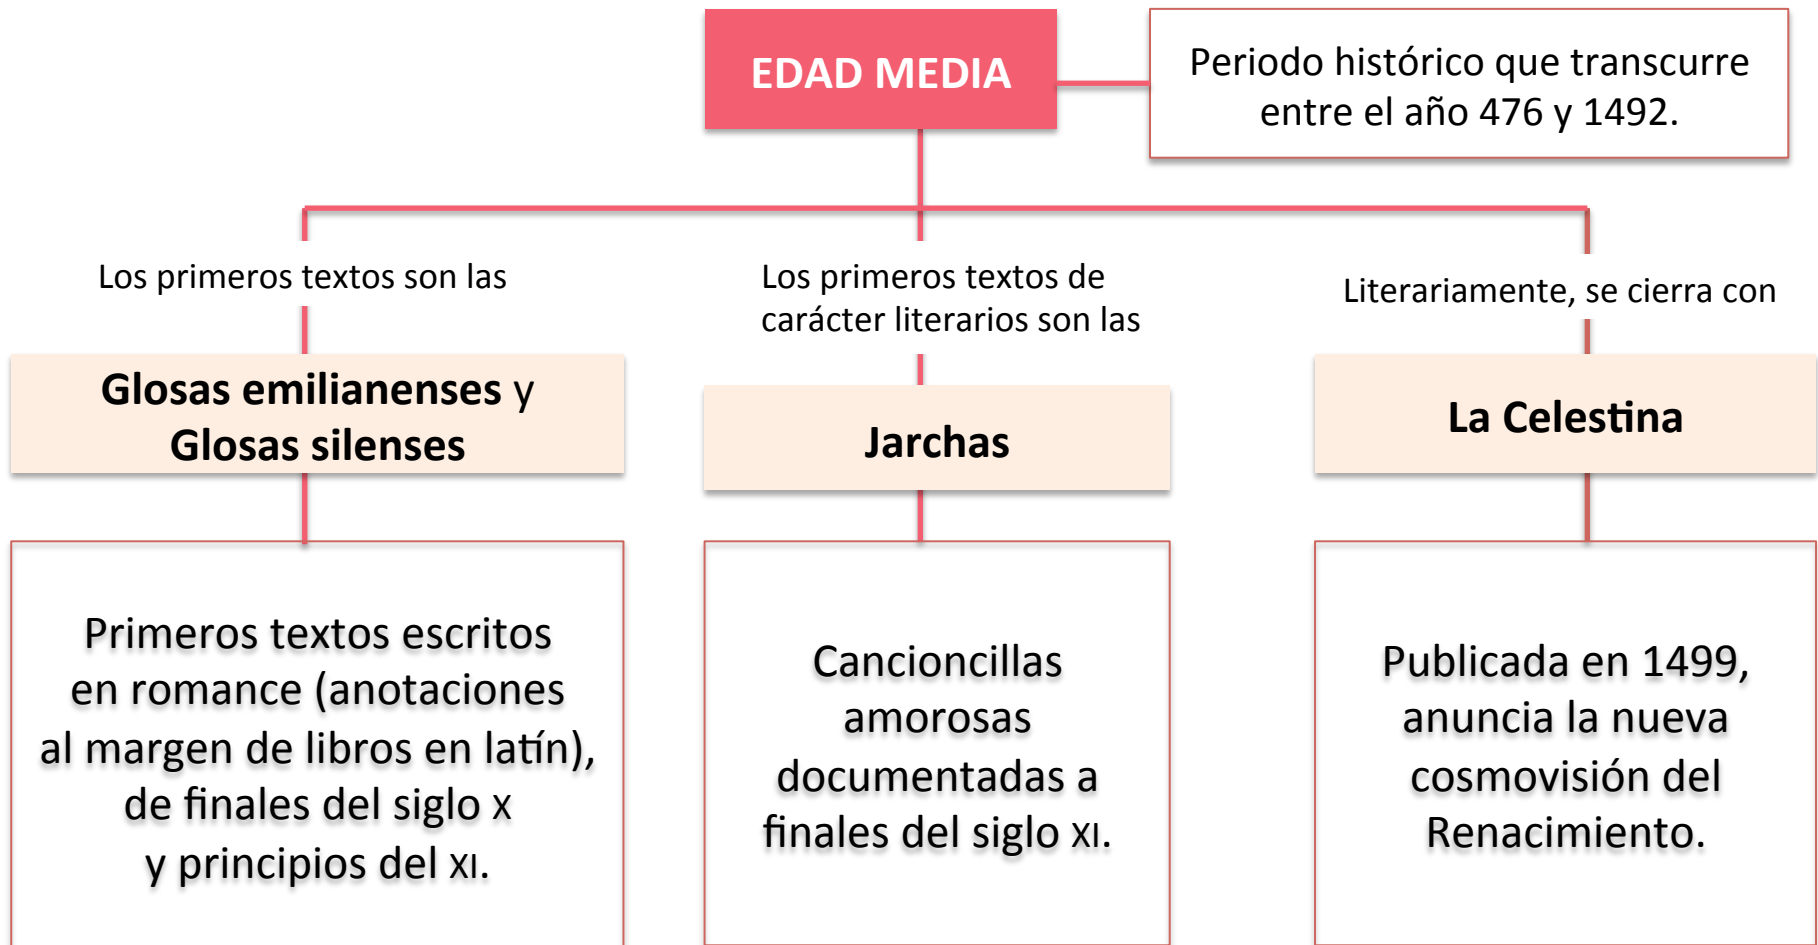 EDAD MEDIA
Periodo histórico que transcurre
entre el año 476 y 1492.
Los primeros textos son las
Glosas emilianenses y
Glosas silenses
Primeros textos escritos
en romance (anotaciones
al margen de libros en latín),
de finales del siglo X
y principios del XI.
Los primeros textos de
carácter literarios son las
Jarchas
Cancioncillas
amorosas
documentadas a
finales del siglo XI.
Literariamente, se cierra con
La Celestina
Publicada en 1499,
anuncia la nueva
cosmovisión del
Renacimiento.